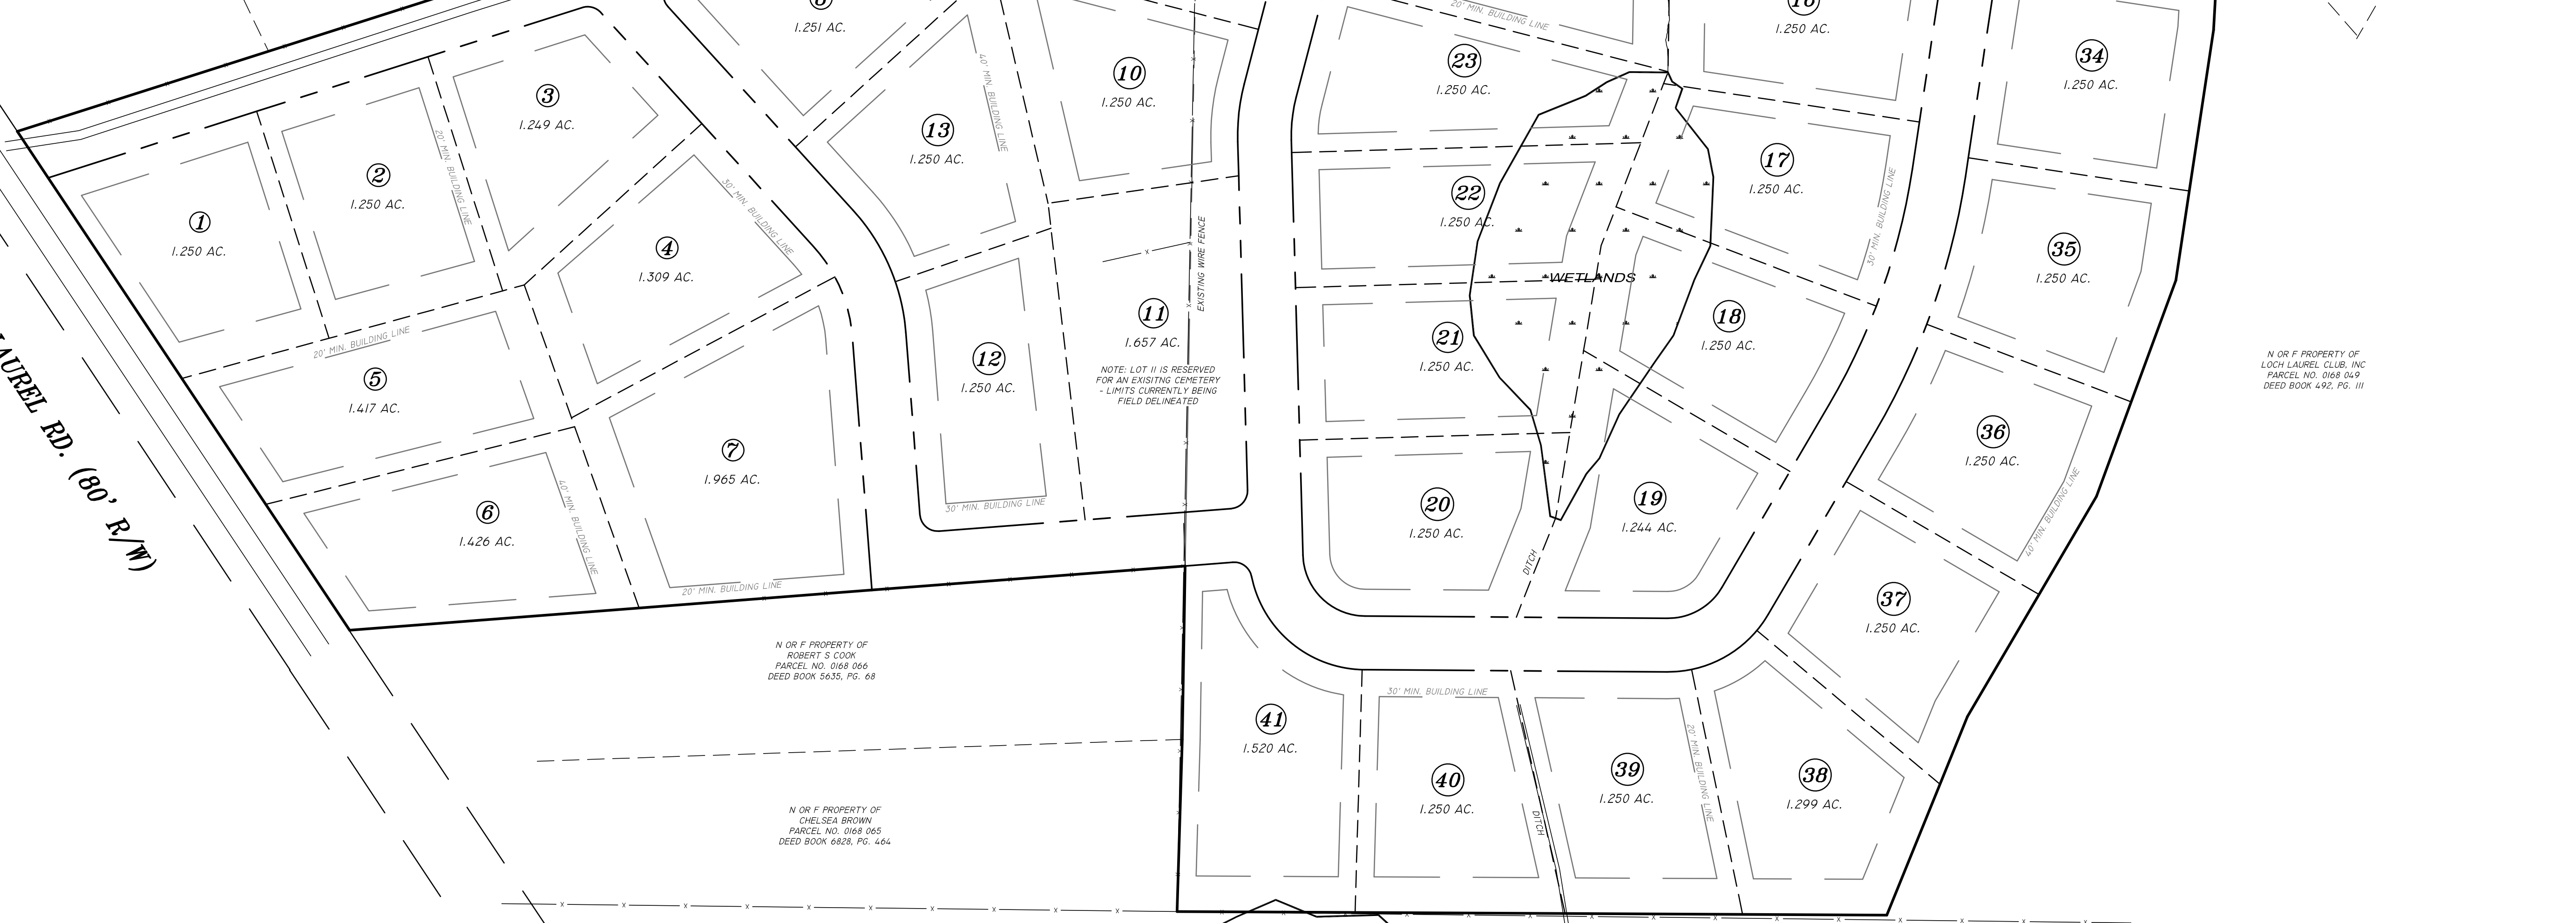 1.251 AC.
20' MIN. BUILDING LINE
1.250 AC.
34
1.250 AC.
23
1.250 AC.
10
1.250 AC.
40' MIN. BUILDING LINE
3
1.249 AC.
13
1.250 AC.
20' MIN. BUILDING LINE
2
1.250 AC.
17
1.250 AC.
30' MIN. BUILDING LINE
22
1.250 AC.
30' MIN. BUILDING LINE
1
1.250 AC.
4
1.309 AC.
EXISTING WIRE FENCE
35
1.250 AC.
WETLANDS
11
1.657 AC.
NOTE: LOT 11 IS RESERVED
FOR AN EXISITNG CEMETERY
- LIMITS CURRENTLY BEING
FIELD DELINEATED
18
1.250 AC.
21
1.250 AC.
20' MIN. BUILDING LINE
12
1.250 AC.
5
1.417 AC.
N OR F PROPERTY OF
LOCH LAUREL CLUB, INC
PARCEL NO. 0168 049
DEED BOOK 492, PG. 111
LAUREL RD. (80' R/W)
7
1.965 AC.
36
1.250 AC.
40' MIN. BUILDING LINE
6
1.426 AC.
40' MIN. BUILDING LINE
30' MIN. BUILDING LINE
20
1.250 AC.
19
1.244 AC.
DITCH
20' MIN. BUILDING LINE
37
1.250 AC.
N OR F PROPERTY OF
ROBERT S COOK
PARCEL NO. 0168 066
DEED BOOK 5635, PG. 68
30' MIN. BUILDING LINE
41
1.520 AC.
40
1.250 AC.
DITCH
39
1.250 AC.
20' MIN. BUILDING LINE
38
1.299 AC.
N OR F PROPERTY OF
CHELSEA BROWN
PARCEL NO. 0168 065
DEED BOOK 6828, PG. 464